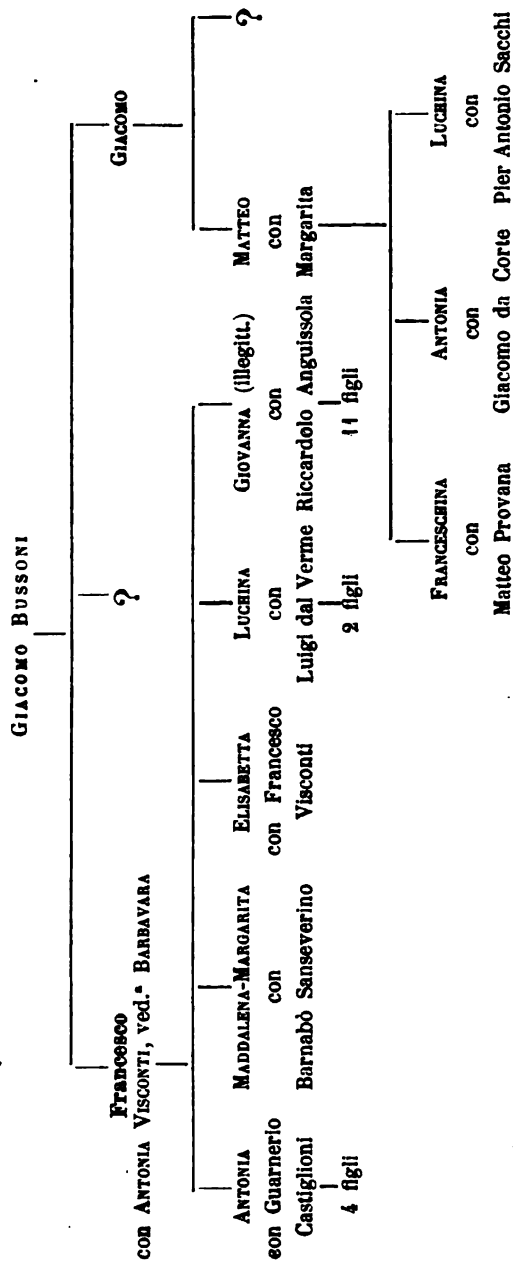 GIACOMO BUSSONI
Francesco
con ANTONIA VISCONTI, ved.ª BARBAVARA
?
GIACOMO
ANTONIA
con Guarnerio
Castiglioni
4 figli
MADDALENA-MARGARITA
con
Barnabò Sanseverino
ELISABETTA
con Francesco
Visconti
LUCHINA
con
Luigi dal Verme
2 figli
GIOVANNA (illegitt.)
con
Riccardolo Anguissola
11 figli
MATTEO
con
Margarita
?
FRANCESCHINA
con
Matteo Provana
ANTONIA
con
Giacomo da Corte
LUCHINA
con
Pier Antonio Sacchi